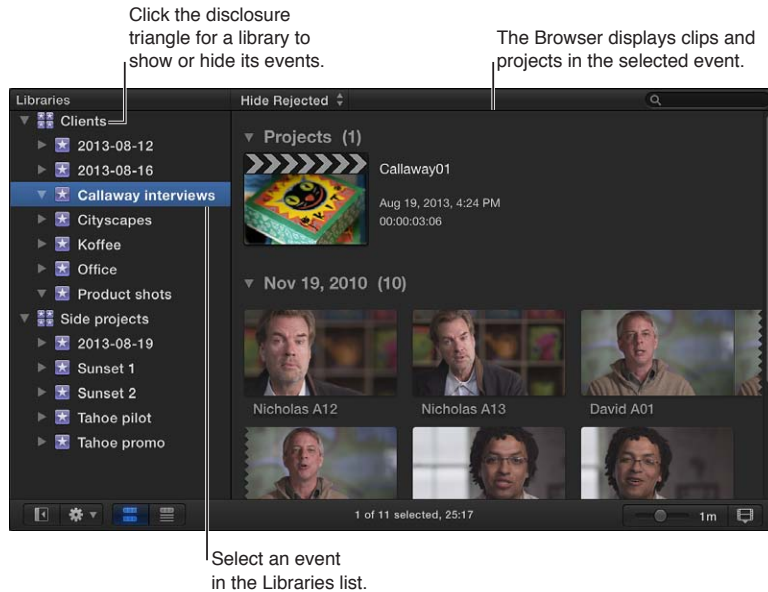 Click the disclosure
triangle for a library to
show or hide its events.
The Browser displays clips and
projects in the selected event.
Libraries
Hide Rejected
Clients
2013-08-12
2013-08-16
Callaway interviews
Cityscapes
Koffee
Office
Product shots
Side projects
2013-08-19
Sunset 1
Sunset 2
Tahoe pilot
Tahoe promo
Projects (1)
Callaway01
Aug 19, 2013, 4:24 PM
00:00:03:06
Nov 19, 2010 (10)
Nicholas A12
Nicholas A13
David A01
1 of 11 selected, 25:17
1m
Select an event
in the Libraries list.